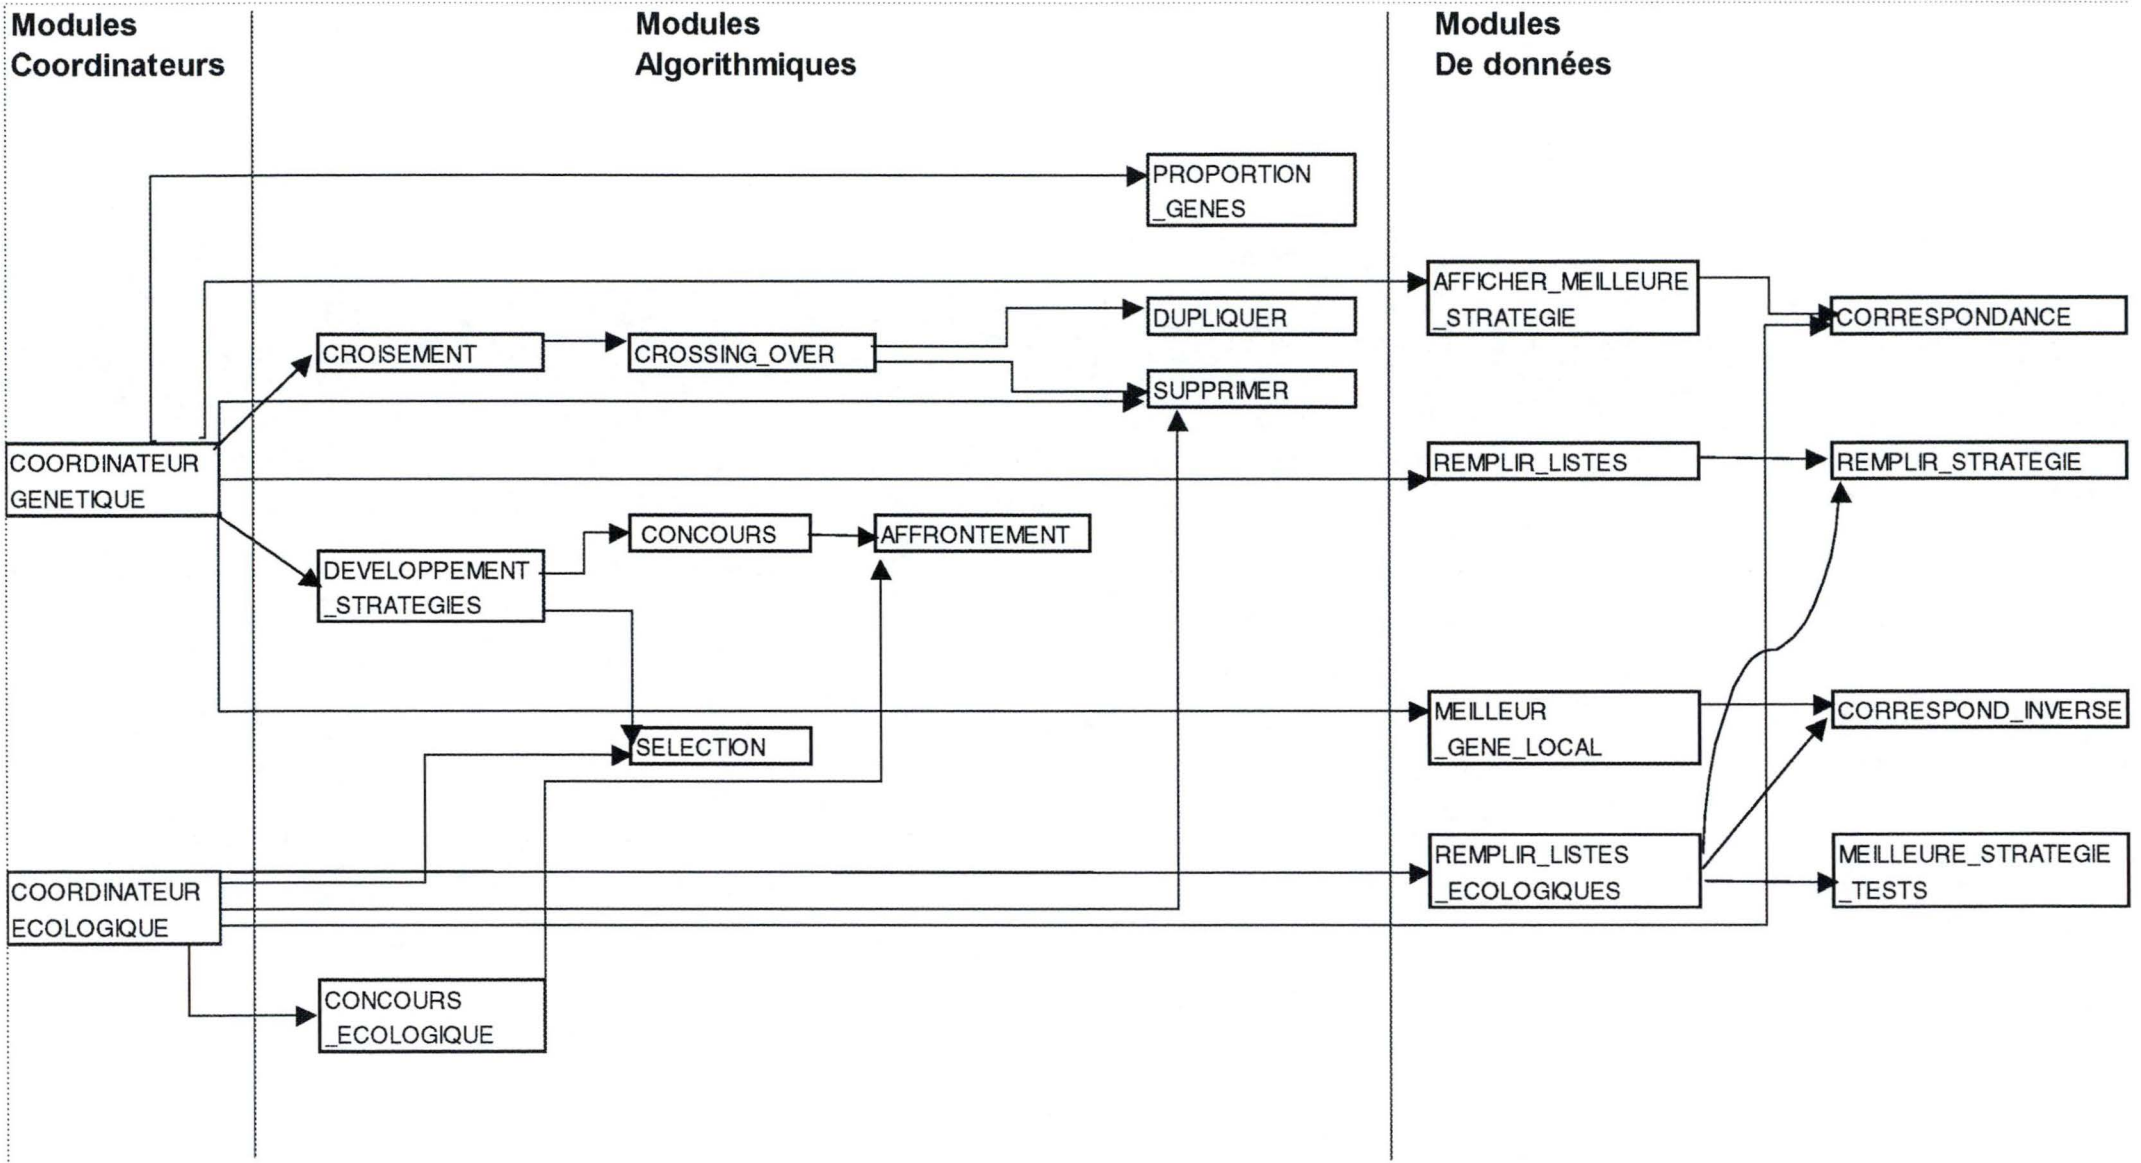 Modules
Coordinateurs
Modules
Algorithmiques
Modules
De données
PROPORTION
_GENES
AFFICHER_MEILLEURE
_STRATEGIE
DUPLIQUER
CORRESPONDANCE
CROISEMENT
CROSSING_OVER
SUPPRIMER
COORDINATEUR
GENETIQUE
REMPLIR_LISTES
REMPLIR_STRATEGIE
CONCOURS
AFFRONTEMENT
DEVELOPPEMENT
_STRATEGIES
MEILLEUR
_GENE_LOCAL
CORRESPOND_INVERSE
SELECTION
REMPLIR_LISTES
_ECOLOGIQUES
MEILLEURE_STRATEGIE
_TESTS
COORDINATEUR
ECOLOGIQUE
CONCOURS
_ECOLOGIQUE